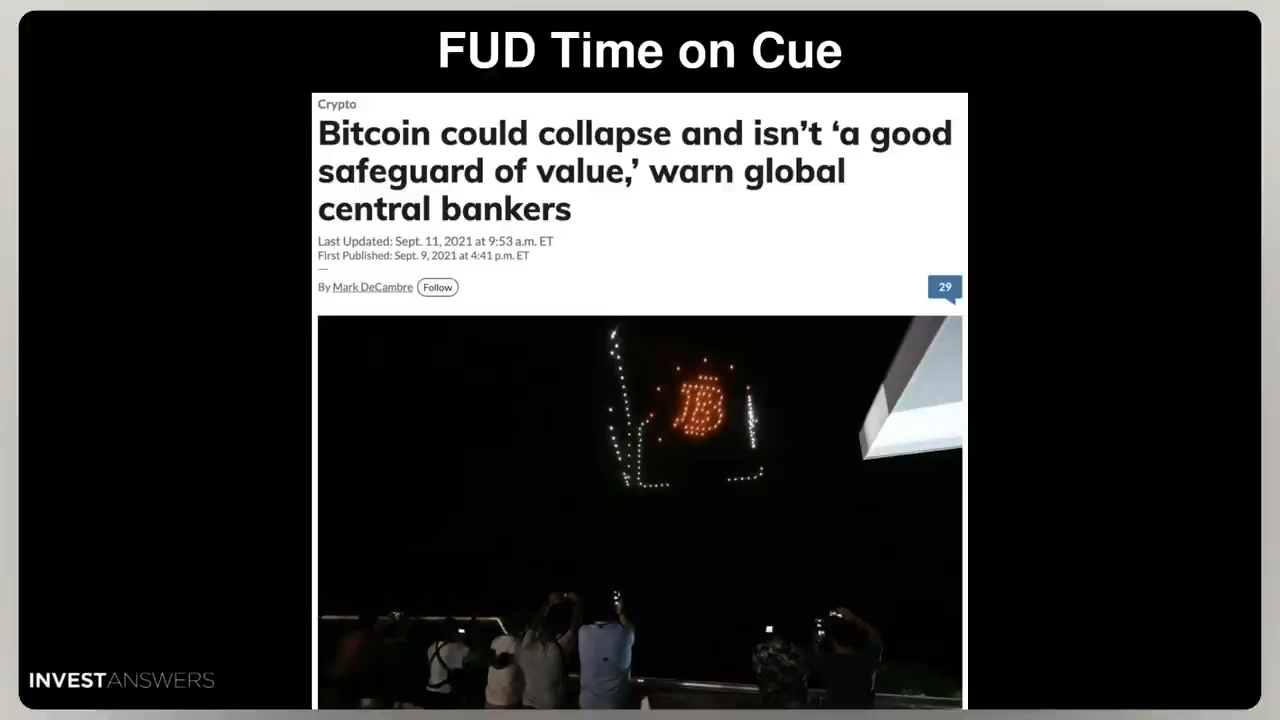 FUD Time on Cue
Crypto
Bitcoin could collapse and isn’t ‘a good
safeguard of value,’ warn global
central bankers
Last Updated: Sept. 11, 2021 at 9:53 a.m. ET
First Published: Sept. 9, 2021 at 4:41 p.m. ET
By Mark DeCambre Follow
29
INVESTANSWERS